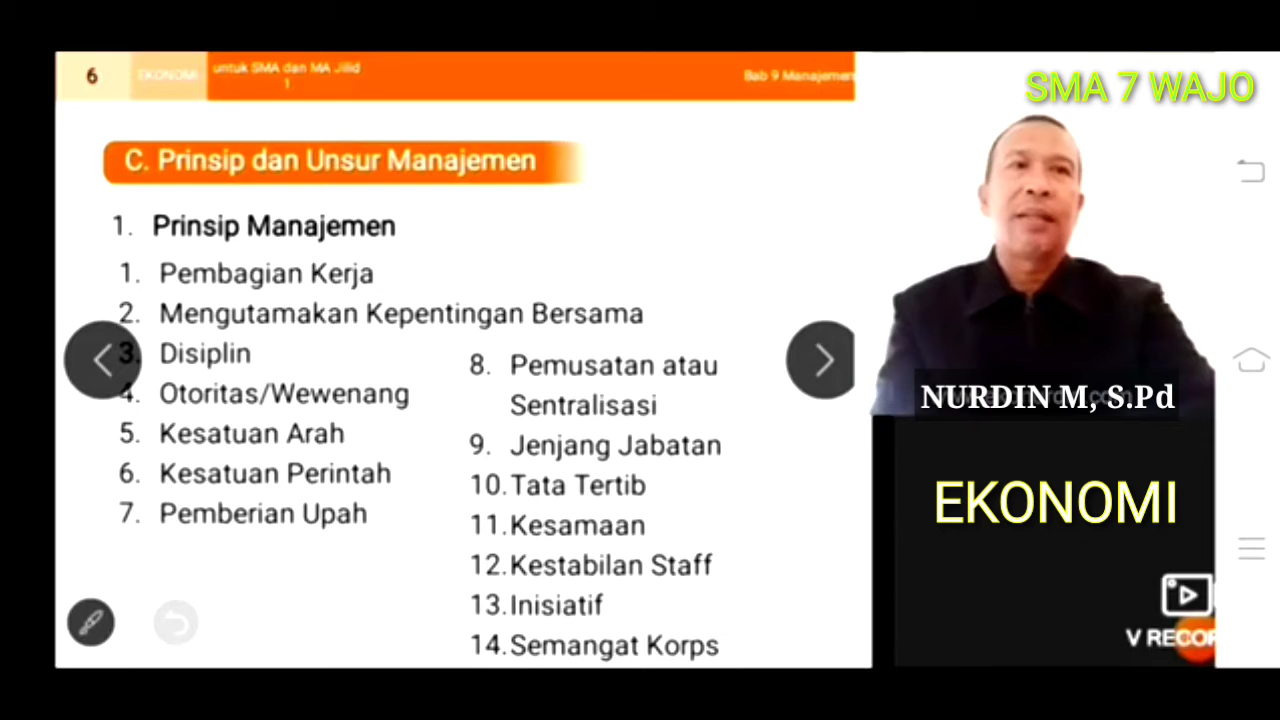 6
EKONOMI
untuk SMA dan MA Jilid
1
Bab 9 Manajemen
C. Prinsip dan Unsur Manajemen
1. Prinsip Manajemen
1. Pembagian Kerja
2. Mengutamakan Kepentingan Bersama
3. Disiplin
4. Otoritas/Wewenang
5. Kesatuan Arah
6. Kesatuan Perintah
7. Pemberian Upah
8. Pemusatan atau
Sentralisasi
9. Jenjang Jabatan
10. Tata Tertib
11. Kesamaan
12. Kestabilan Staff
13. Inisiatif
14. Semangat Korps
SMA 7 WAJO
NURDIN M, S.Pd
EKONOMI
V RECOR